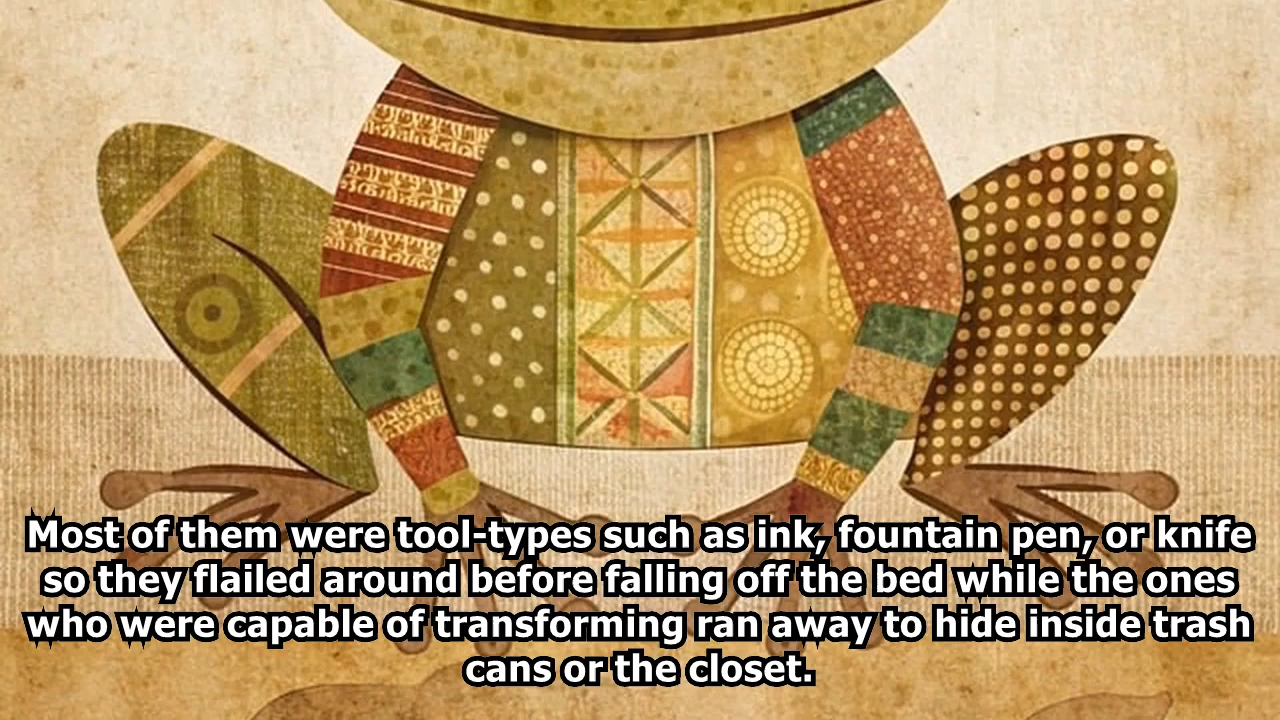 Most of them were tool-types such as ink, fountain pen, or knife
so they flailed around before falling off the bed while the ones
who were capable of transforming ran away to hide inside trash
cans or the closet.